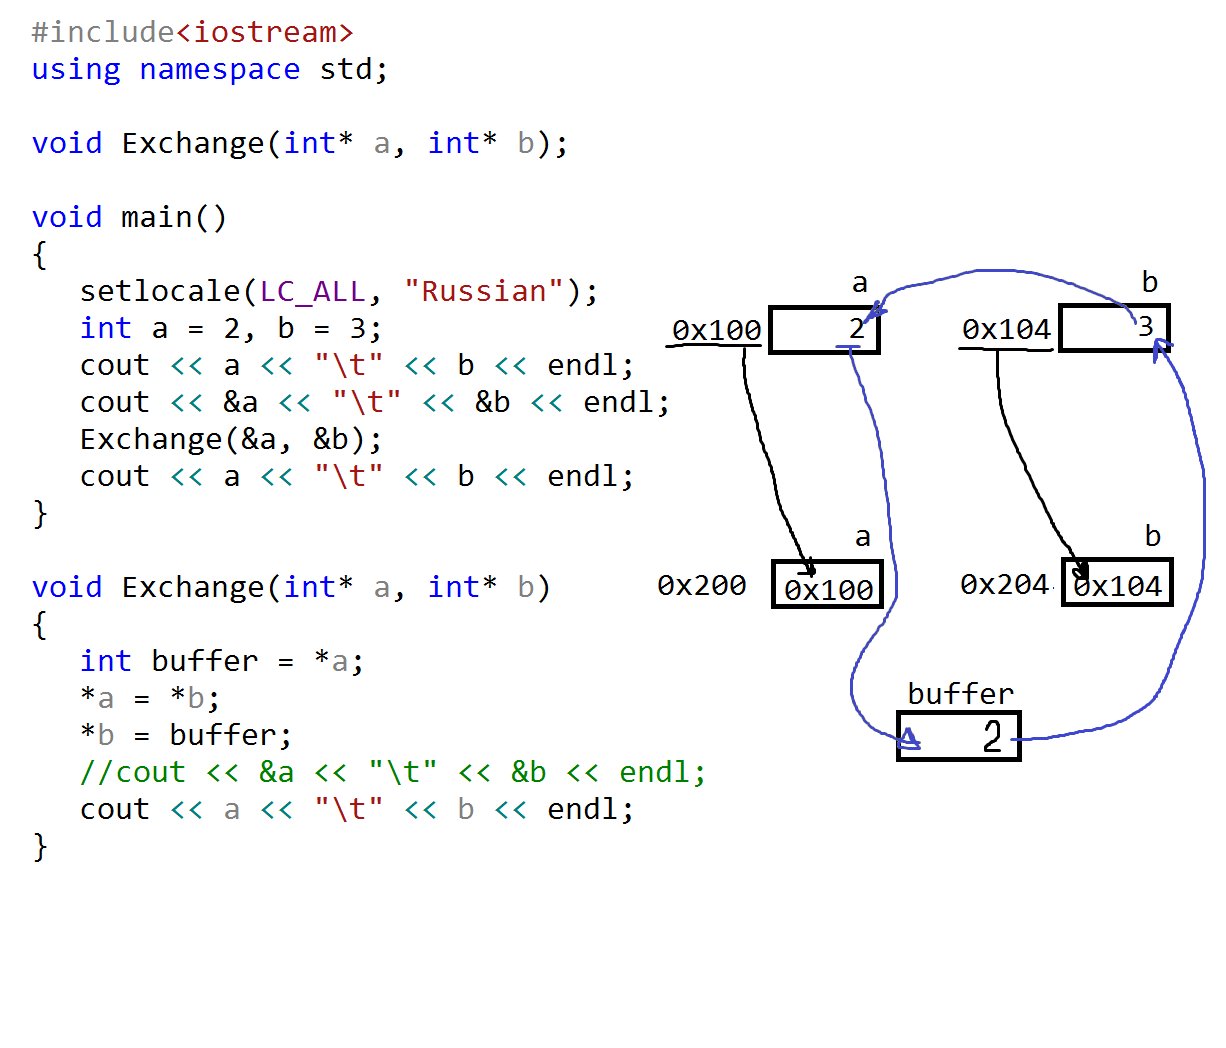 #include<iostream>
using namespace std;
void Exchange(int* a, int* b);
void main()
{
setlocale(LC_ALL, "Russian");
int a = 2, b = 3;
cout << a << "\t" << b << endl;
cout << &a << "\t" << &b << endl;
Exchange(&a, &b);
cout << a << "\t" << b << endl;
}
void Exchange(int* a, int* b)
{
int buffer = *a;
*a = *b;
*b = buffer;
//cout << &a << "\t" << &b << endl;
cout << a << "\t" << b << endl;
}
a b
0x100 2 0x104 3
a b
0x200 0x100 0x204 0x104
buffer
2